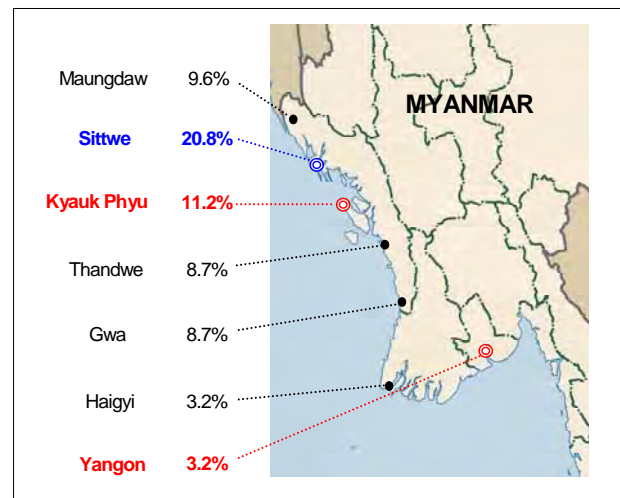 MYANMAR
Maungdaw 9.6%
Sittwe 20.8%
Kyauk Phyu 11.2%
Thandwe 8.7%
Gwa 8.7%
Haigyi 3.2%
Yangon 3.2%